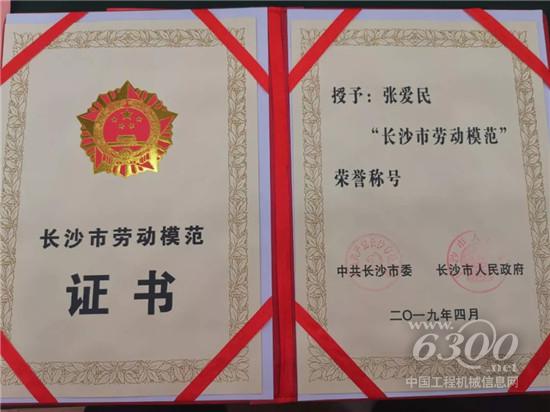 长沙市劳动模范
证书
授予：张爱民
“长沙市劳动模范”
荣誉称号
中共长沙市委 长沙市人民政府
二〇一九年四月
www.6300.net
中国工程机械信息网